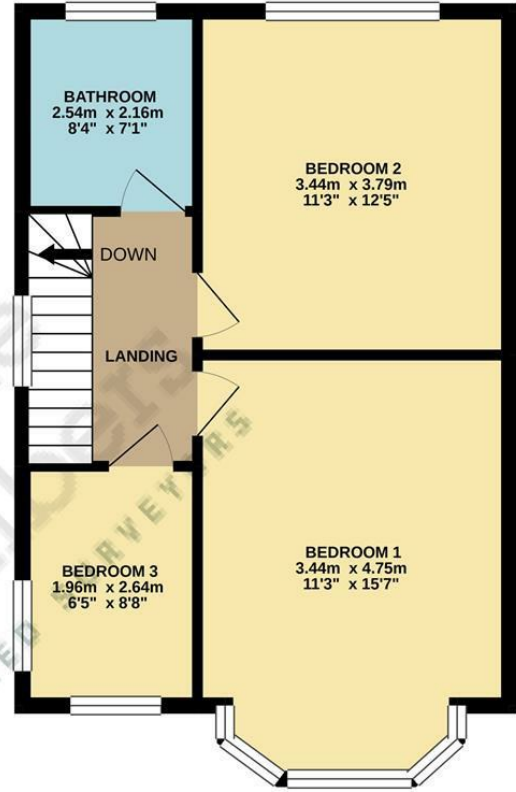 BATHROOM
2.54m x 2.16m
8'4" x 7'1"
BEDROOM 2
3.44m x 3.79m
11'3" x 12'5"
DOWN
LANDING
BEDROOM 3
1.96m x 2.64m
6'5" x 8'8"
BEDROOM 1
3.44m x 4.75m
11'3" x 15'7"
SURVEYORS